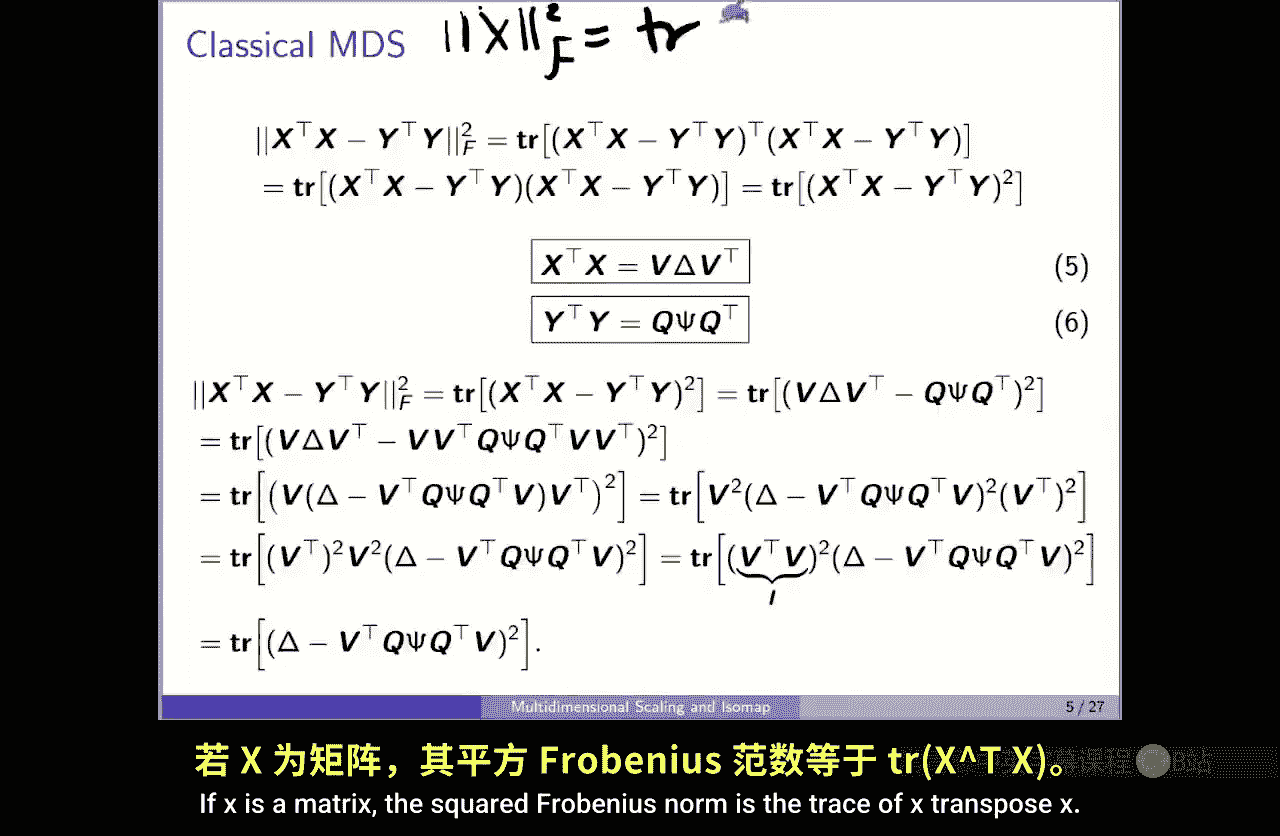 Classical MDS ||X||²_F = tr
||X^⊤X − Y^⊤Y||²_F = tr[(X^⊤X − Y^⊤Y)^⊤(X^⊤X − Y^⊤Y)]
= tr[(X^⊤X − Y^⊤Y)(X^⊤X − Y^⊤Y)] = tr[(X^⊤X − Y^⊤Y)²]
X^⊤X = VΔV^⊤ (5)
Y^⊤Y = QΨQ^⊤ (6)
||X^⊤X − Y^⊤Y||²_F = tr[(X^⊤X − Y^⊤Y)²] = tr[(VΔV^⊤ − QΨQ^⊤)²]
= tr[(VΔV^⊤ − VV^⊤QΨQ^⊤VV^⊤)²]
= tr[(V(Δ − V^⊤QΨQ^⊤V)V^⊤)²] = tr[V²(Δ − V^⊤QΨQ^⊤V)²(V^⊤)²]
= tr[(V^⊤)²V²(Δ − V^⊤QΨQ^⊤V)²] = tr[(V^⊤V)²(Δ − V^⊤QΨQ^⊤V)²]
I
= tr[(Δ − V^⊤QΨQ^⊤V)²].
Multidimensional Scaling and Isomap 5 / 27
若 X 为矩阵，其平方 Frobenius 范数等于 tr(X^T X)。
If x is a matrix, the squared Frobenius norm is the trace of x transpose x.